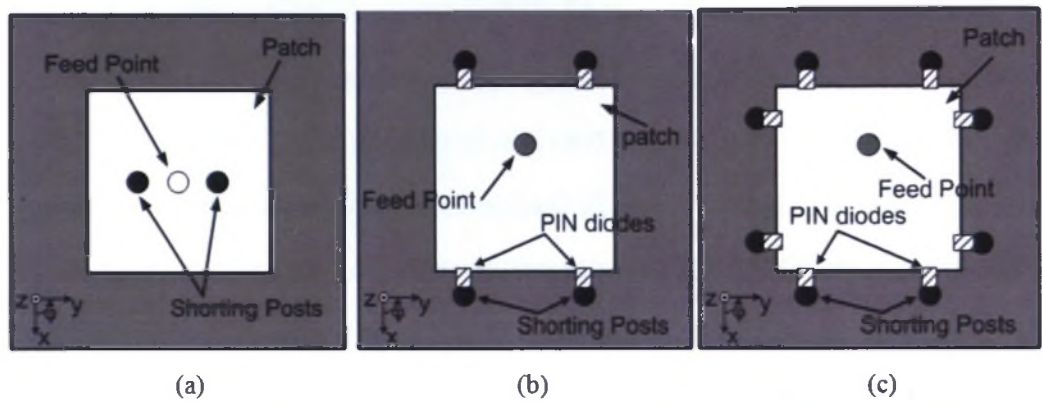 Patch
Feed Point
Shorting Posts
z
y
ϕ
x
(a)
patch
Feed Point
PIN diodes
Shorting Posts
z
y
ϕ
x
(b)
Patch
Feed Point
PIN diodes
Shorting Posts
z
y
ϕ
x
(c)